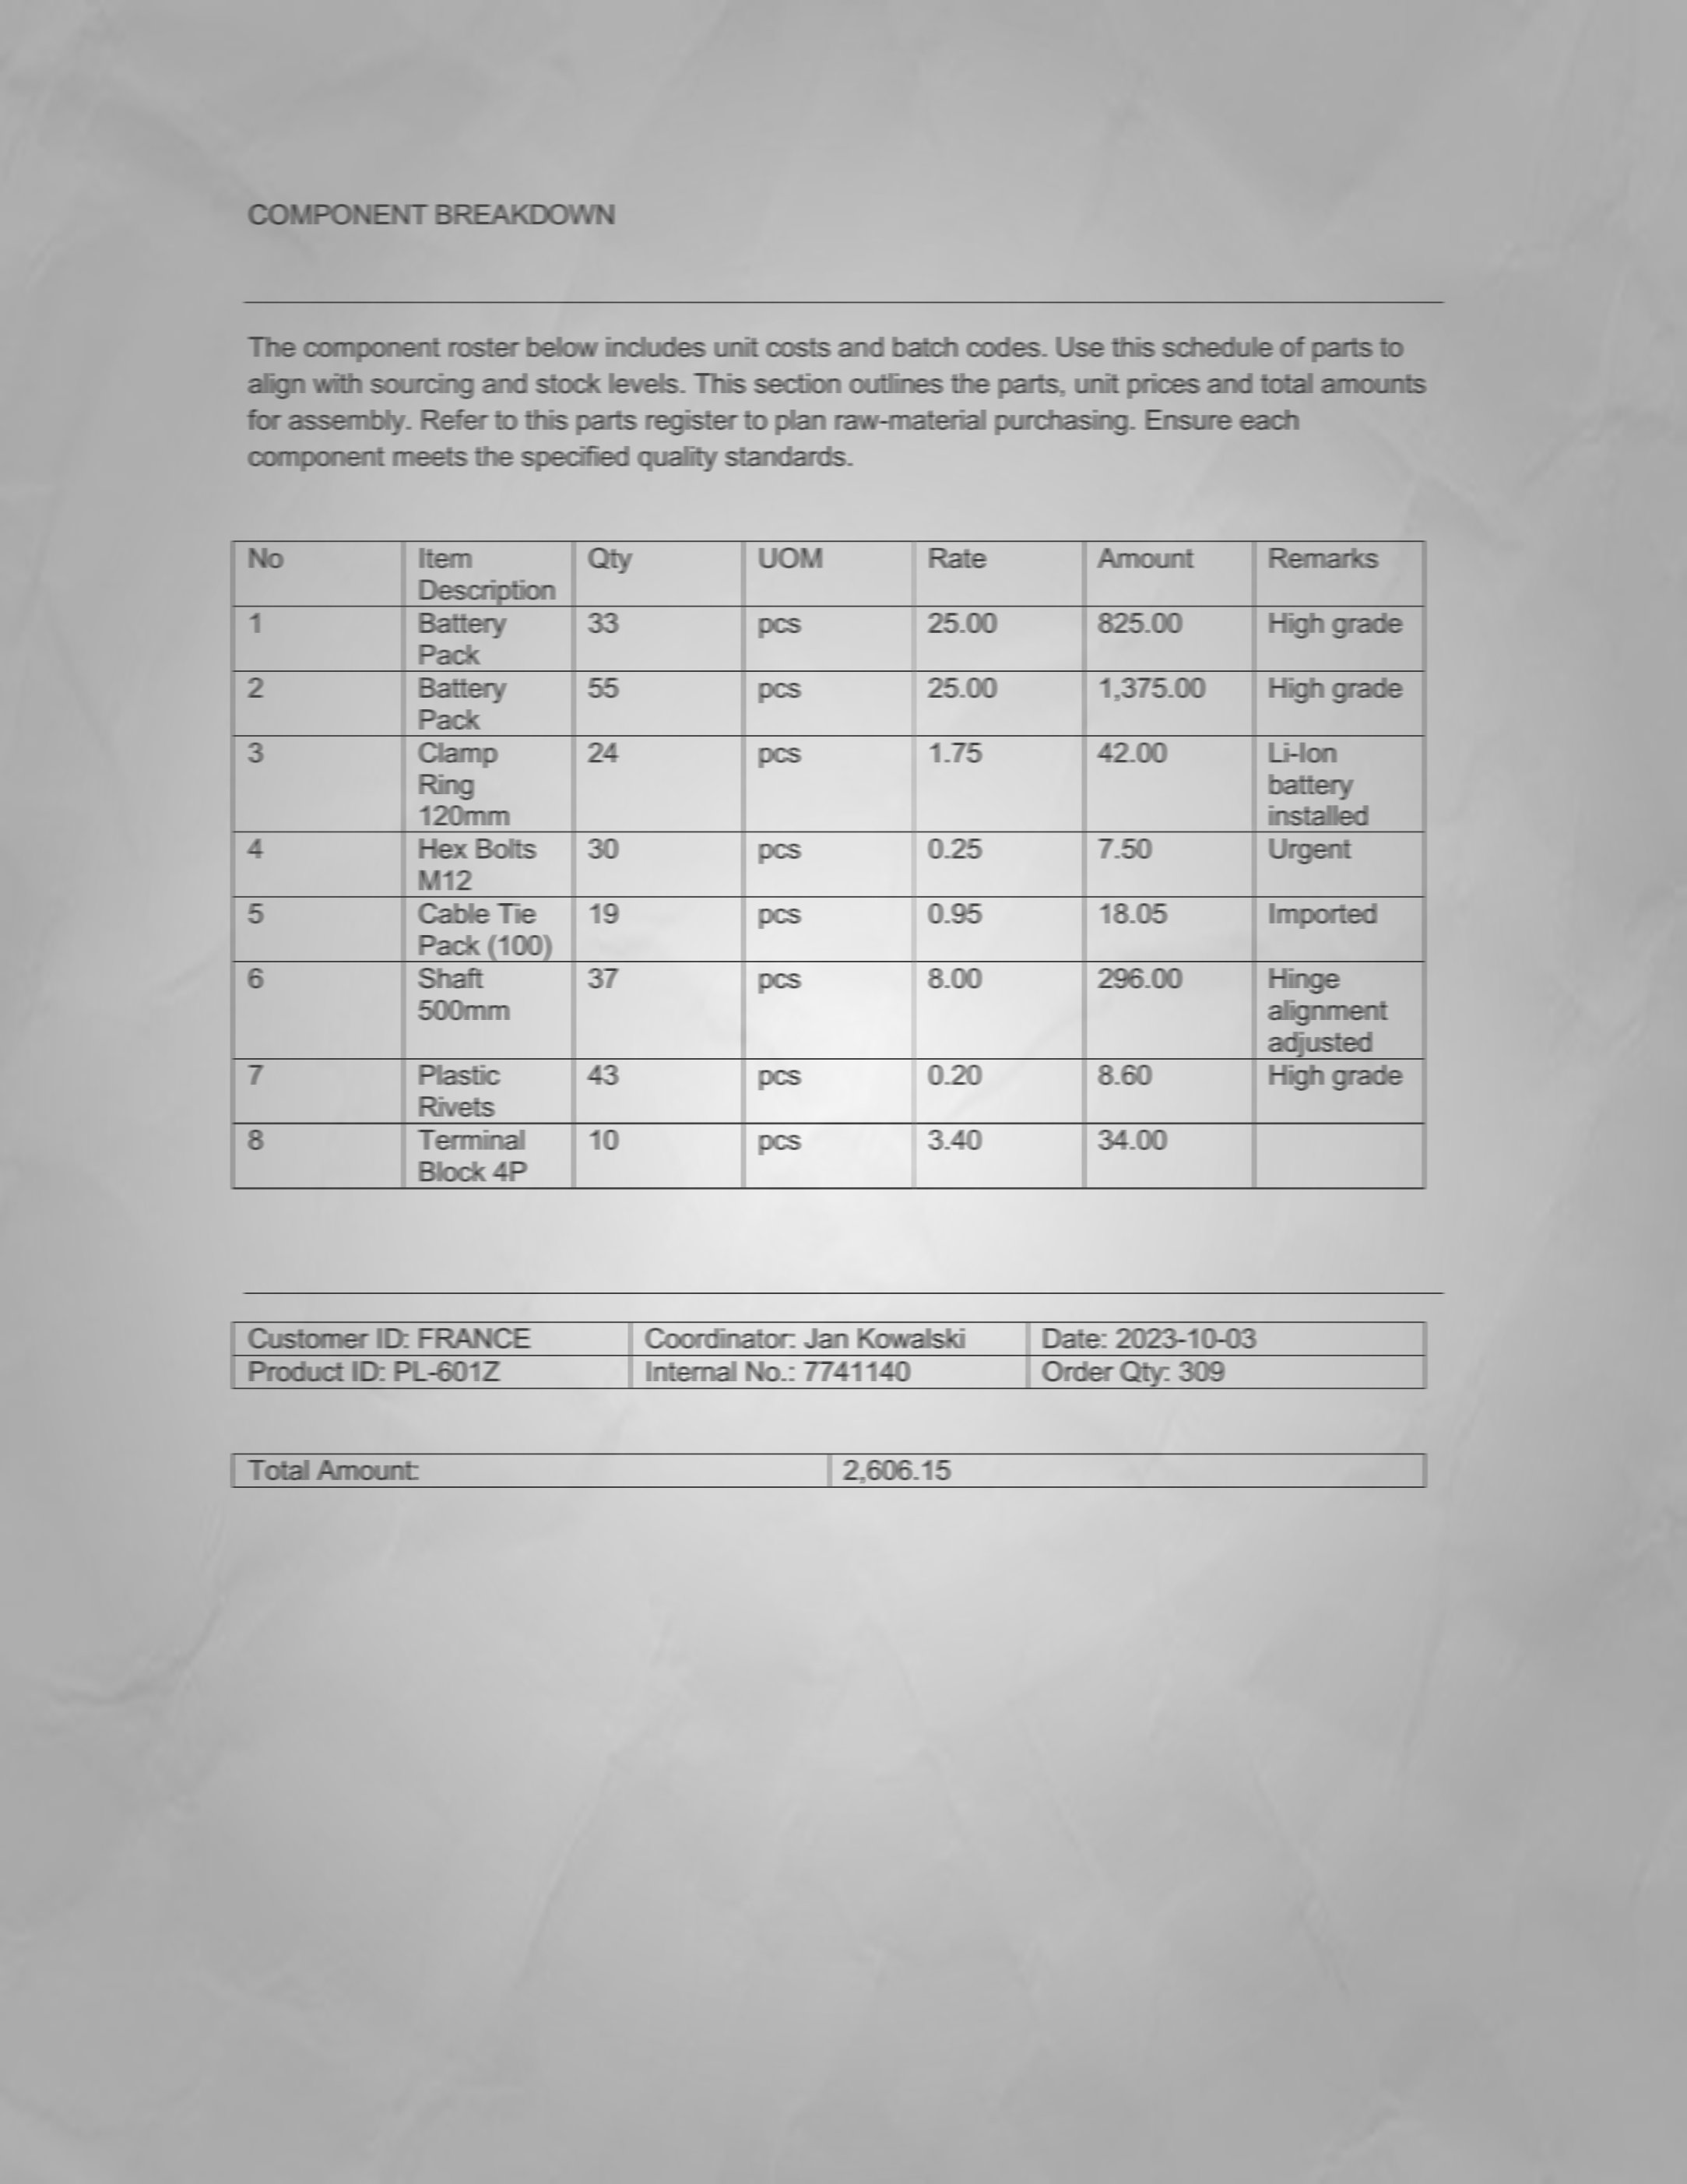 COMPONENT BREAKDOWN
The component roster below includes unit costs and batch codes. Use this schedule of parts to
align with sourcing and stock levels. This section outlines the parts, unit prices and total amounts
for assembly. Refer to this parts register to plan raw-material purchasing. Ensure each
component meets the specified quality standards.
No Item Description Qty UOM Rate Amount Remarks
1 Battery Pack 33 pcs 25.00 825.00 High grade
2 Battery Pack 55 pcs 25.00 1,375.00 High grade
3 Clamp Ring 120mm 24 pcs 1.75 42.00 Li-Ion battery installed
4 Hex Bolts M12 30 pcs 0.25 7.50 Urgent
5 Cable Tie Pack (100) 19 pcs 0.95 18.05 Imported
6 Shaft 500mm 37 pcs 8.00 296.00 Hinge alignment adjusted
7 Plastic Rivets 43 pcs 0.20 8.60 High grade
8 Terminal Block 4P 10 pcs 3.40 34.00
Customer ID: FRANCE Coordinator: Jan Kowalski Date: 2023-10-03
Product ID: PL-601Z Internal No.: 7741140 Order Qty: 309
Total Amount: 2,606.15